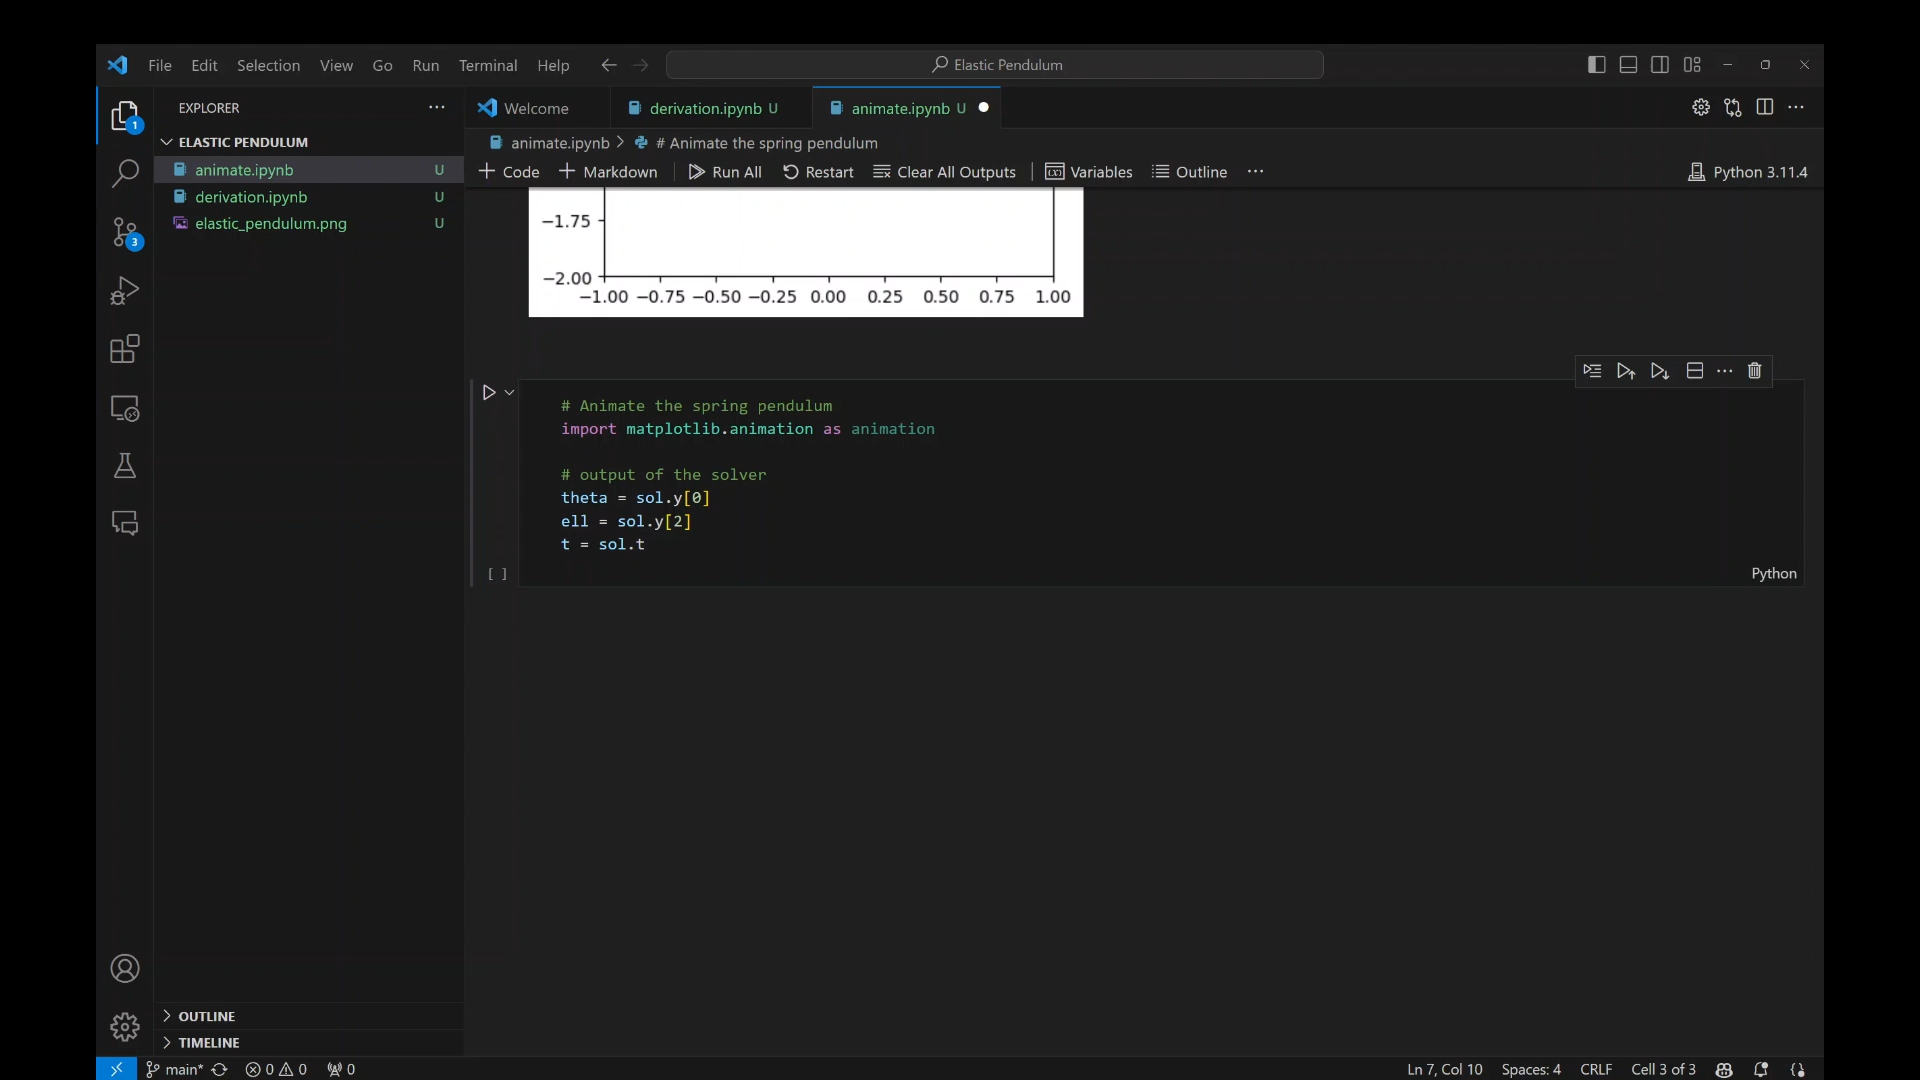 File Edit Selection View Go Run Terminal Help
Elastic Pendulum
EXPLORER
1
ELASTIC PENDULUM
animate.ipynb U
derivation.ipynb U
elastic_pendulum.png U
3
OUTLINE
TIMELINE
Welcome
derivation.ipynb U
animate.ipynb U
animate.ipynb > # Animate the spring pendulum
Code
Markdown
Run All
Restart
Clear All Outputs
Variables
Outline
Python 3.11.4
−1.75
−2.00
−1.00 −0.75 −0.50 −0.25 0.00 0.25 0.50 0.75 1.00
# Animate the spring pendulum
import matplotlib.animation as animation
# output of the solver
theta = sol.y[0]
ell = sol.y[2]
t = sol.t
[ ]
Python
main*
0 0
0
Ln 7, Col 10
Spaces: 4
CRLF
Cell 3 of 3